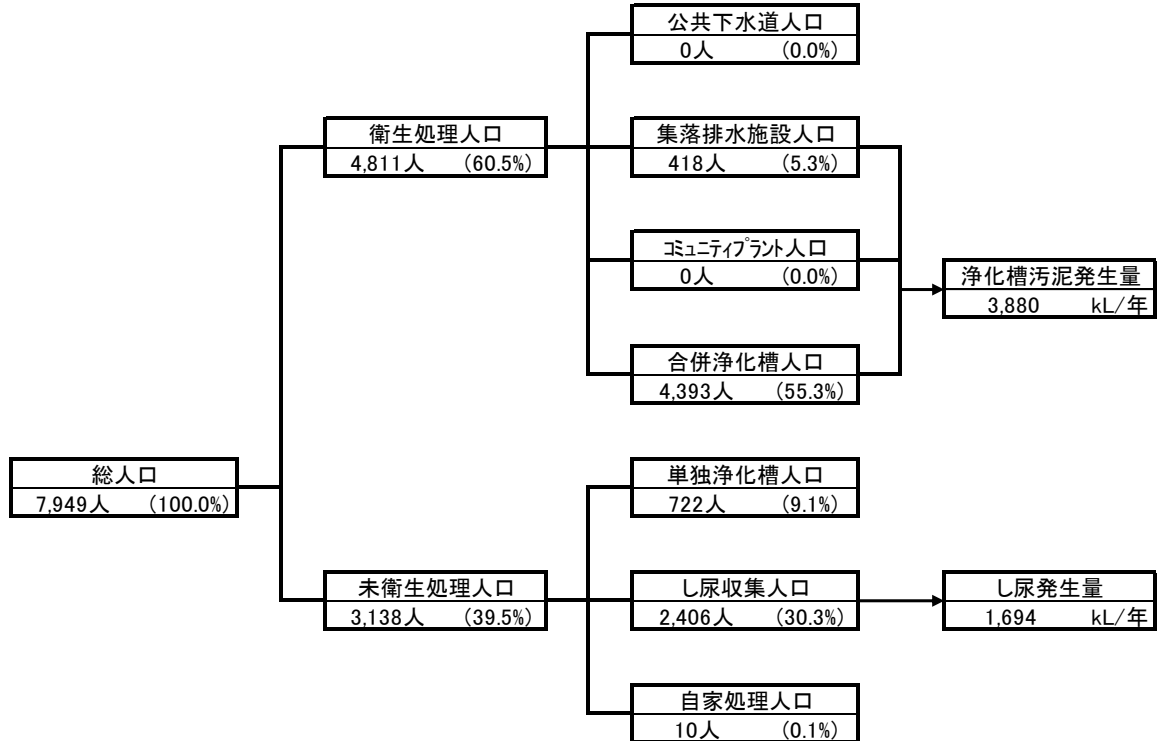 公共下水道人口
0人 (0.0%)
衛生処理人口
4,811人 (60.5%)
集落排水施設人口
418人 (5.3%)
コミュニティプラント人口
0人 (0.0%)
浄化槽汚泥発生量
3,880 kL/年
合併浄化槽人口
4,393人 (55.3%)
総人口
7,949人 (100.0%)
単独浄化槽人口
722人 (9.1%)
未衛生処理人口
3,138人 (39.5%)
し尿収集人口
2,406人 (30.3%)
し尿発生量
1,694 kL/年
自家処理人口
10人 (0.1%)